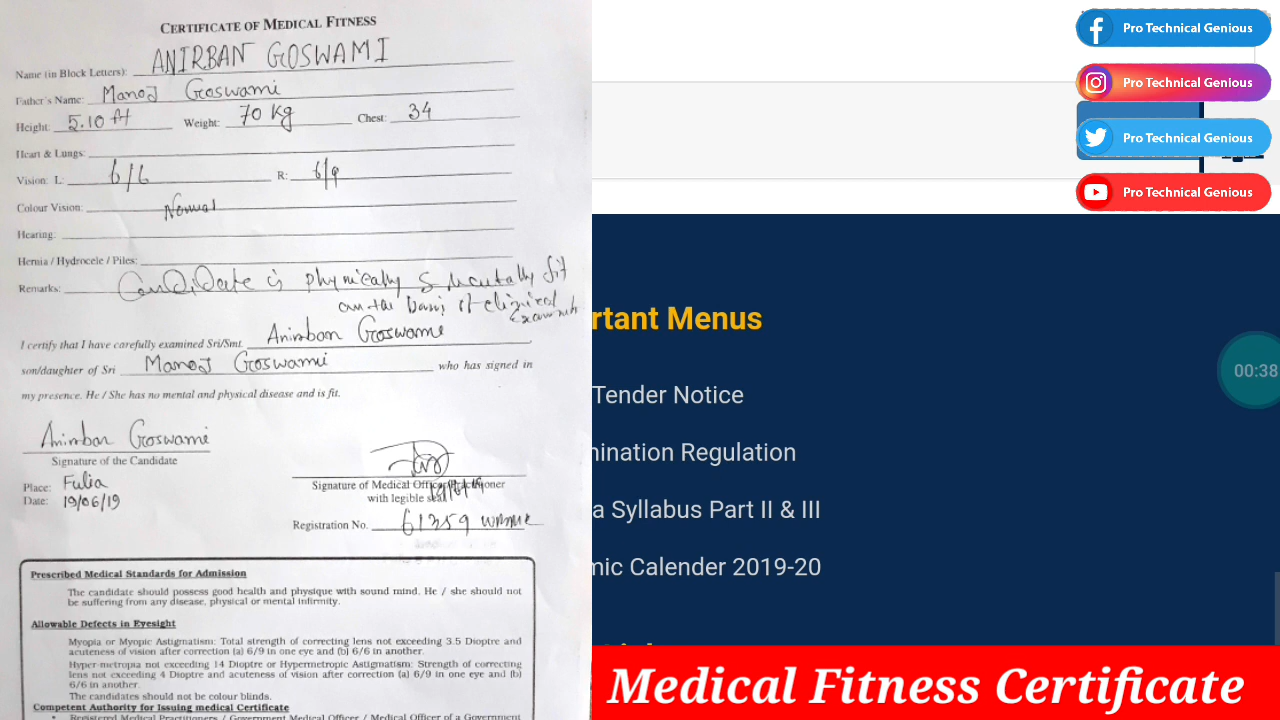 CERTIFICATE OF MEDICAL FITNESS
Name (in Block Letters): ANIRBAN GOSWAMI
Father's Name: Manoj Goswami
Height: 5.10 ft Weight: 70 kg Chest: 34
Heart & Lungs:
Vision: L: 6/6 R: 6/9
Colour Vision: Normal
Hearing:
Hernia / Hydrocele / Piles:
Remarks: Candidate is physically & Mentally fit
on the basis of clinical
I certify that I have carefully examined Sri/Smt. Anirban Goswami
son/daughter of Sri Manoj Goswami who has signed in
my presence. He / She has no mental and physical disease and is fit.
Anirban Goswami
Signature of the Candidate
Place: Fulia
Date: 19/06/19
Signature of Medical Officer/Practitioner
with legible seal
Registration No. 61359
Prescribed Medical Standards for Admission
The candidate should possess good health and physique with sound mind. He / she should not
be suffering from any disease, physical or mental infirmity.
Allowable Defects in Eyesight
Myopia or Myopic Astigmatism: Total strength of correcting lens not exceeding 3.5 Dioptre and
acuteness of vision after correction (a) 6/9 in one eye and (b) 6/6 in another.
Hyper-metropia not exceeding 14 Dioptre or Hypermetropic Astigmatism: Strength of correcting
lens not exceeding 4 Dioptre and acuteness of vision after correction (a) 6/9 in one eye and (b)
6/6 in another.
The candidates should not be colour blinds.
Competent Authority for Issuing medical Certificate
Registered Medical Practitioners / Government Medical Officer / Medical Officer of a Government
Pro Technical Genious
Pro Technical Genious
Pro Technical Genious
Pro Technical Genious
rtant Menus
Tender Notice
00:38
ination Regulation
a Syllabus Part II & III
mic Calender 2019-20
Medical Fitness Certificate